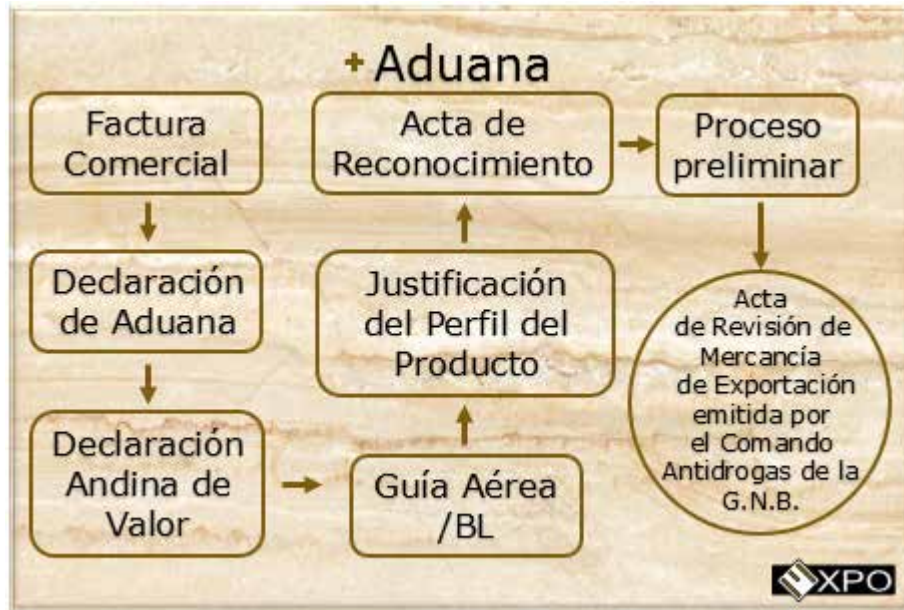 + Aduana
Factura
Comercial
Declaración
de Aduana
Declaración
Andina de
Valor
Guía Aérea
/BL
Justificación
del Perfil del
Producto
Acta de
Reconocimiento
Proceso
preliminar
Acta
de Revisión de
Mercancía
de Exportación
emitida por
el Comando
Antidrogas de la
G.N.B.
XPO